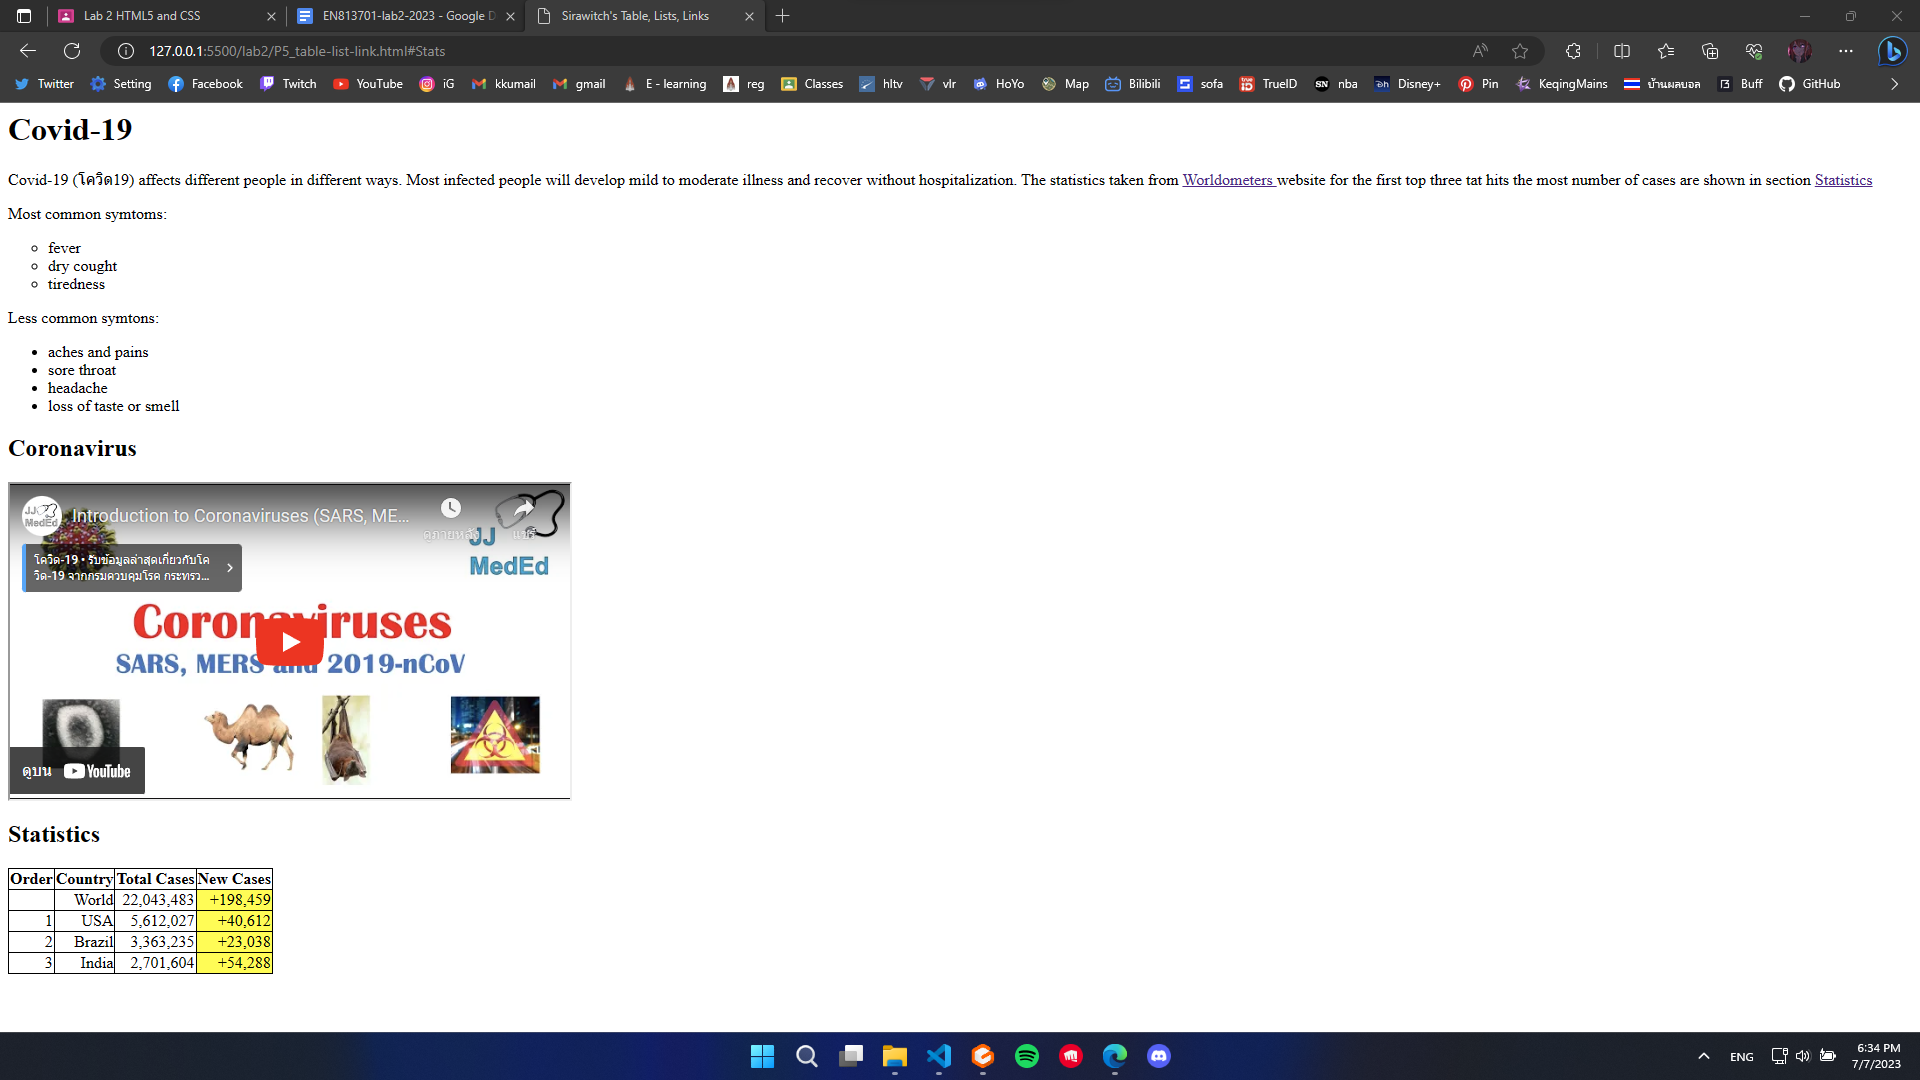 Lab 2 HTML5 and CSS
EN813701-lab2-2023 - Google D
Sirawitch's Table, Lists, Links
127.0.0.1:5500/lab2/P5_table-list-link.html#Stats
Twitter Setting Facebook Twitch YouTube iG kkumail gmail E - learning reg Classes hltv vlr HoYo Map Bilibili sofa TrueID nba Disney+ Pin KeqingMains บ้านผลบอล Buff GitHub
Covid-19
Covid-19 (โควิด19) affects different people in different ways. Most infected people will develop mild to moderate illness and recover without hospitalization. The statistics taken from Worldometers website for the first top three tat hits the most number of cases are shown in section Statistics
Most common symtoms:
fever
dry cought
tiredness
Less common symtons:
aches and pains
sore throat
headache
loss of taste or smell
Coronavirus
JJ MedEd
Introduction to Coronaviruses (SARS, ME...
ดูภายหลัง
แชร์
JJ
MedEd
โควิด-19 • รับข้อมูลล่าสุดเกี่ยวกับโค
วิด-19 จากกรมควบคุมโรค กระทรว...
Coronaviruses
SARS, MERS and 2019-nCoV
ดูบน YouTube
Statistics
Order Country Total Cases New Cases
World 22,043,483 +198,459
1 USA 5,612,027 +40,612
2 Brazil 3,363,235 +23,038
3 India 2,701,604 +54,288
ENG
6:34 PM
7/7/2023